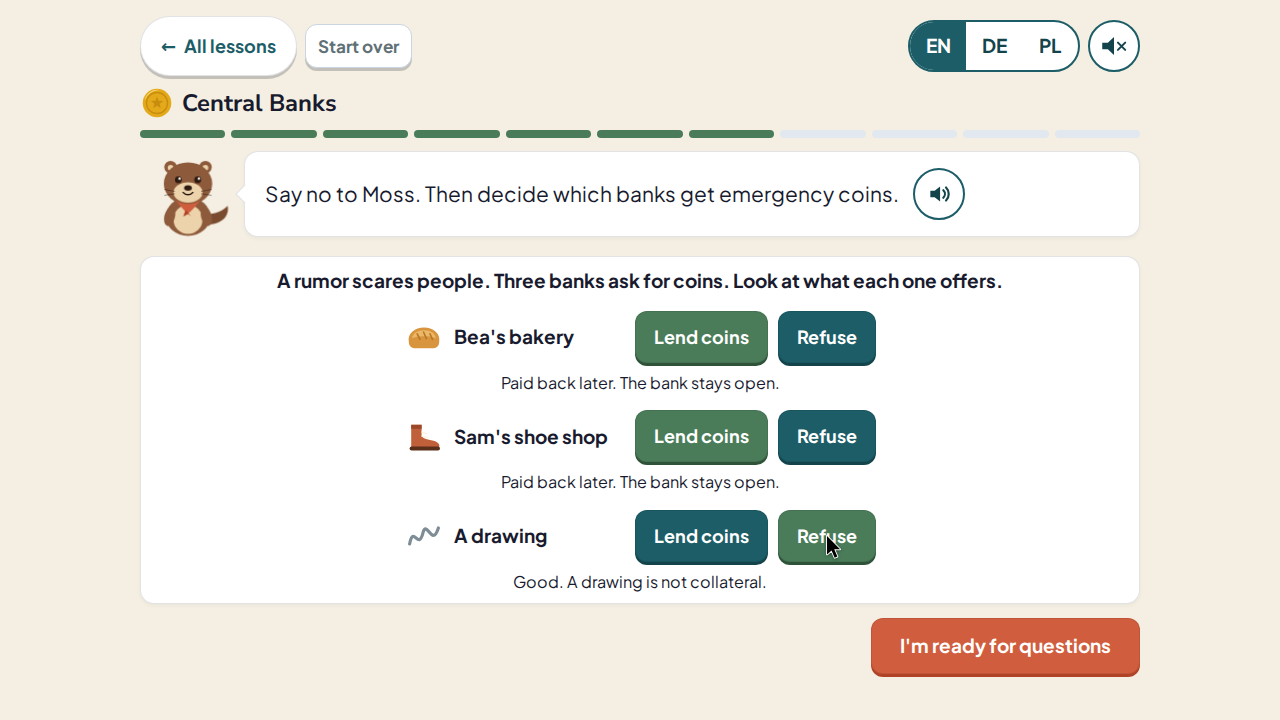 ← All lessons
Start over
EN DE PL
Central Banks
Say no to Moss. Then decide which banks get emergency coins.
A rumor scares people. Three banks ask for coins. Look at what each one offers.
Bea's bakery Lend coins Refuse
Paid back later. The bank stays open.
Sam's shoe shop Lend coins Refuse
Paid back later. The bank stays open.
A drawing Lend coins Refuse
Good. A drawing is not collateral.
I'm ready for questions